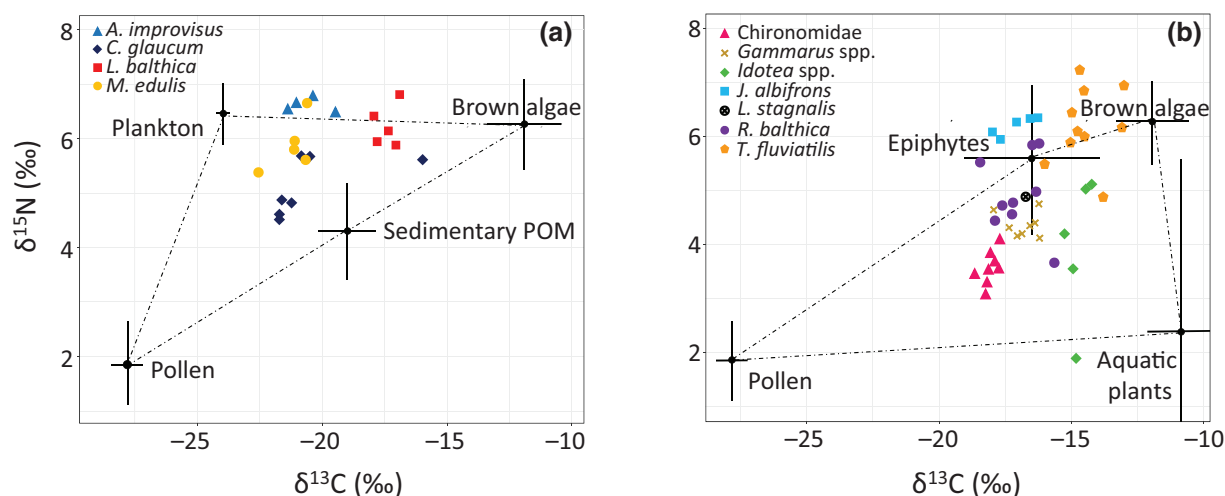 (a)
A. improvisus
C. glaucum
L. balthica
M. edulis
Plankton
Brown algae
Sedimentary POM
Pollen
8
6
4
2
δ¹⁵N (‰)
−25 −20 −15 −10
δ¹³C (‰)
(b)
Chironomidae
Gammarus spp.
Idotea spp.
J. albifrons
L. stagnalis
R. balthica
T. fluviatilis
Brown algae
Epiphytes
Pollen
Aquatic
plants
8
6
4
2
δ¹⁵N (‰)
−25 −20 −15 −10
δ¹³C (‰)